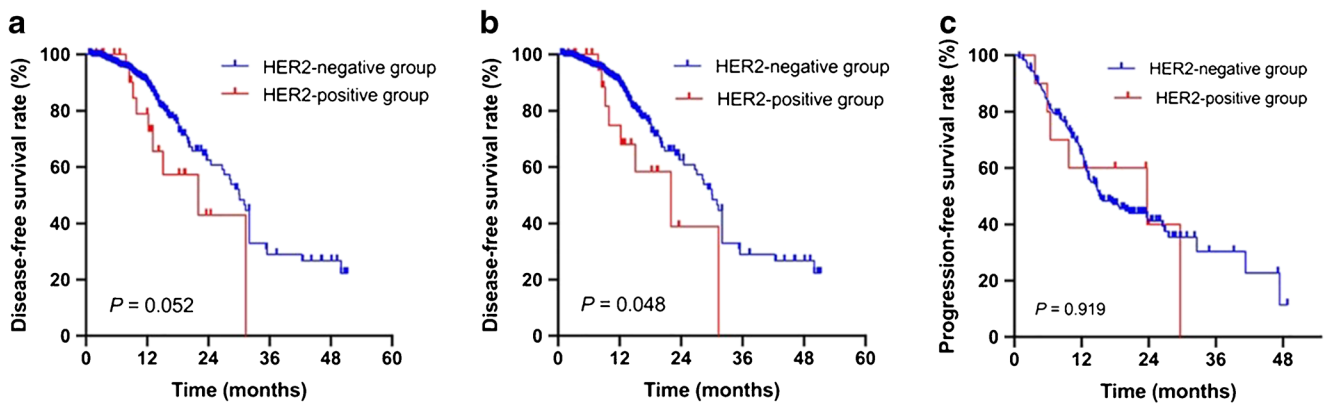 a
Disease-free survival rate (%)
100
80
60
40
20
0
0 12 24 36 48 60
Time (months)
HER2-negative group
HER2-positive group
P = 0.052
b
Disease-free survival rate (%)
100
80
60
40
20
0
0 12 24 36 48 60
Time (months)
HER2-negative group
HER2-positive group
P = 0.048
c
Progression-free survival rate (%)
100
80
60
40
20
0
0 12 24 36 48
Time (months)
HER2-negative group
HER2-positive group
P = 0.919